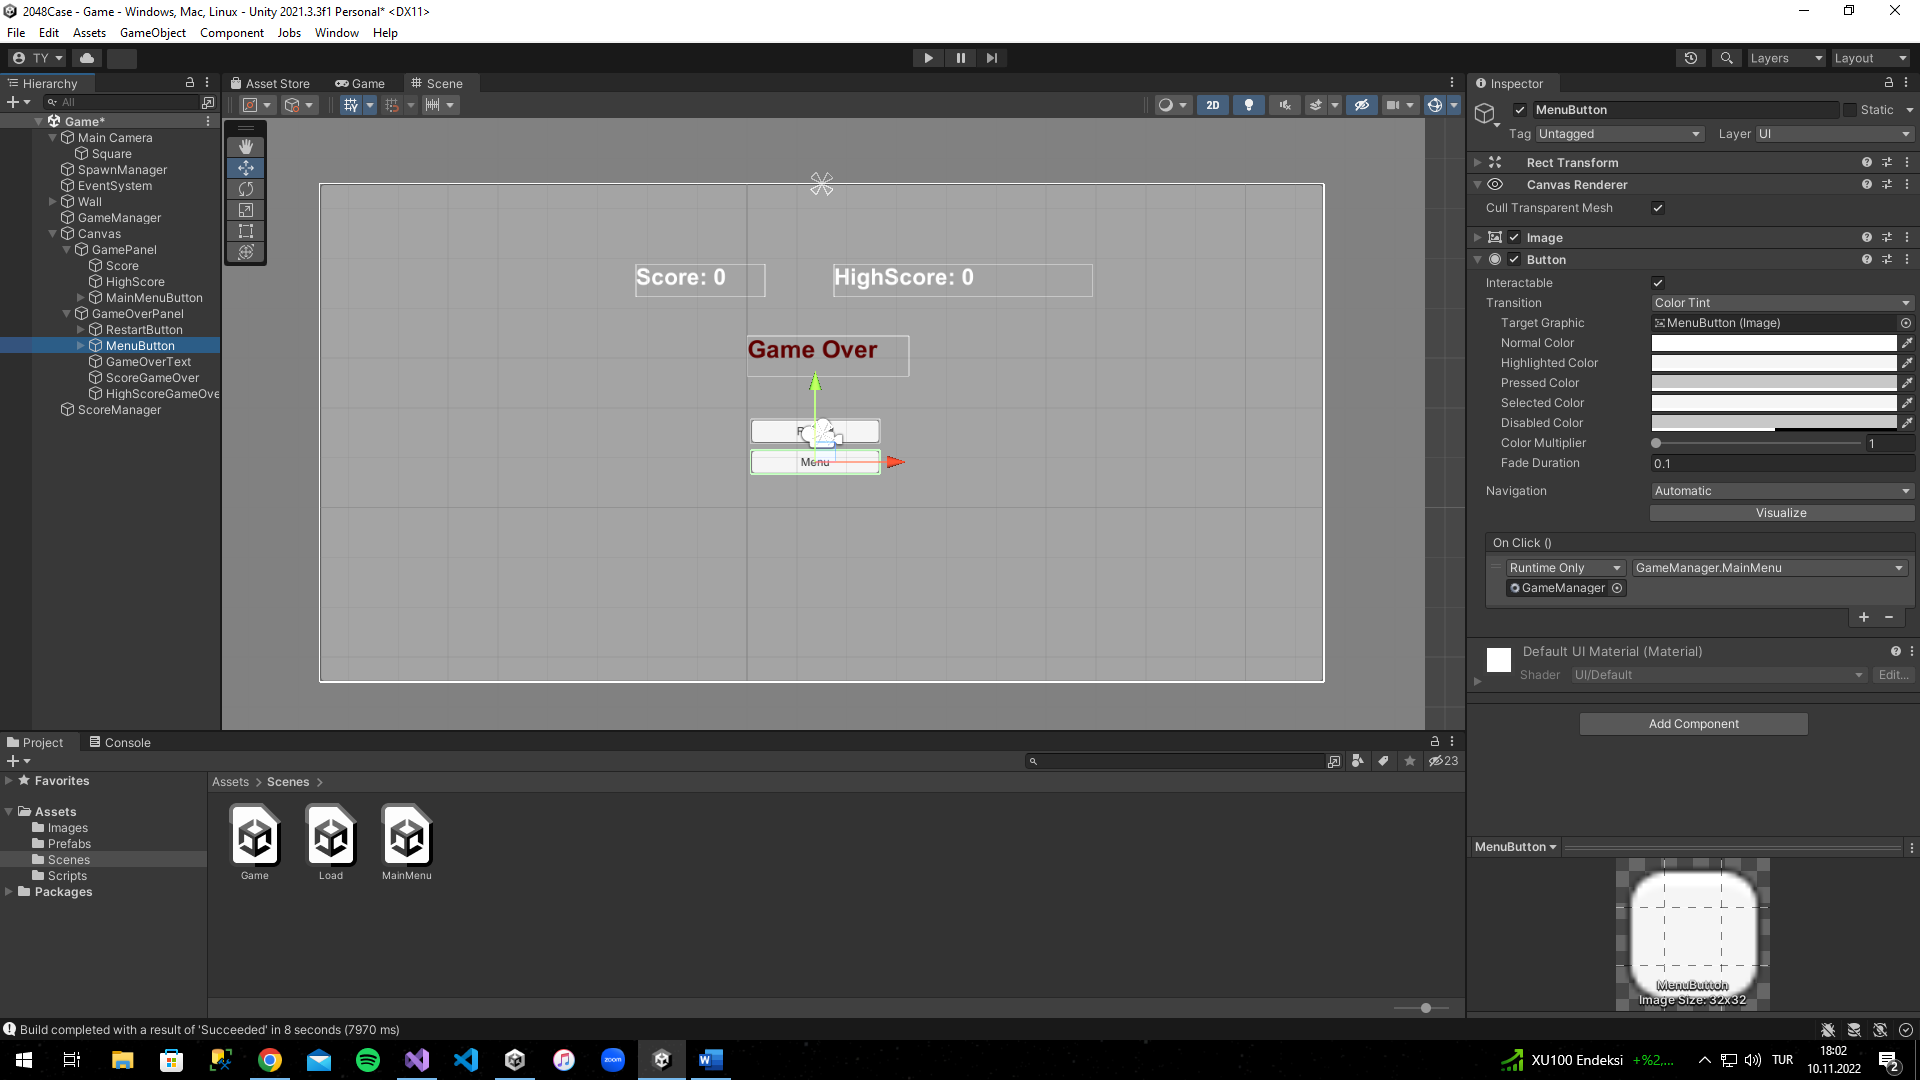 2048Case - Game - Windows, Mac, Linux - Unity 2021.3.3f1 Personal* <DX11>
File Edit Assets GameObject Component Jobs Window Help
TY
Layers
Layout
Hierarchy
All
Game*
Main Camera
Square
SpawnManager
EventSystem
Wall
GameManager
Canvas
GamePanel
Score
HighScore
MainMenuButton
GameOverPanel
RestartButton
MenuButton
GameOverText
ScoreGameOver
HighScoreGameOve
ScoreManager
Asset Store
Game
Scene
2D
Score: 0
HighScore: 0
Game Over
Menu
Inspector
MenuButton
Static
Tag Untagged
Layer UI
Rect Transform
Canvas Renderer
Cull Transparent Mesh
Image
Button
Interactable
Transition Color Tint
Target Graphic MenuButton (Image)
Normal Color
Highlighted Color
Pressed Color
Selected Color
Disabled Color
Color Multiplier 1
Fade Duration 0.1
Navigation Automatic
Visualize
On Click ()
Runtime Only GameManager.MainMenu
GameManager
Default UI Material (Material)
Shader UI/Default Edit...
Add Component
MenuButton
MenuButton
Image Size: 32x32
Project
Console
23
Favorites
Assets
Images
Prefabs
Scenes
Scripts
Packages
Assets > Scenes >
Game
Load
MainMenu
Build completed with a result of 'Succeeded' in 8 seconds (7970 ms)
zoom
XU100 Endeksi +%2,...
TUR
18:02
10.11.2022
2